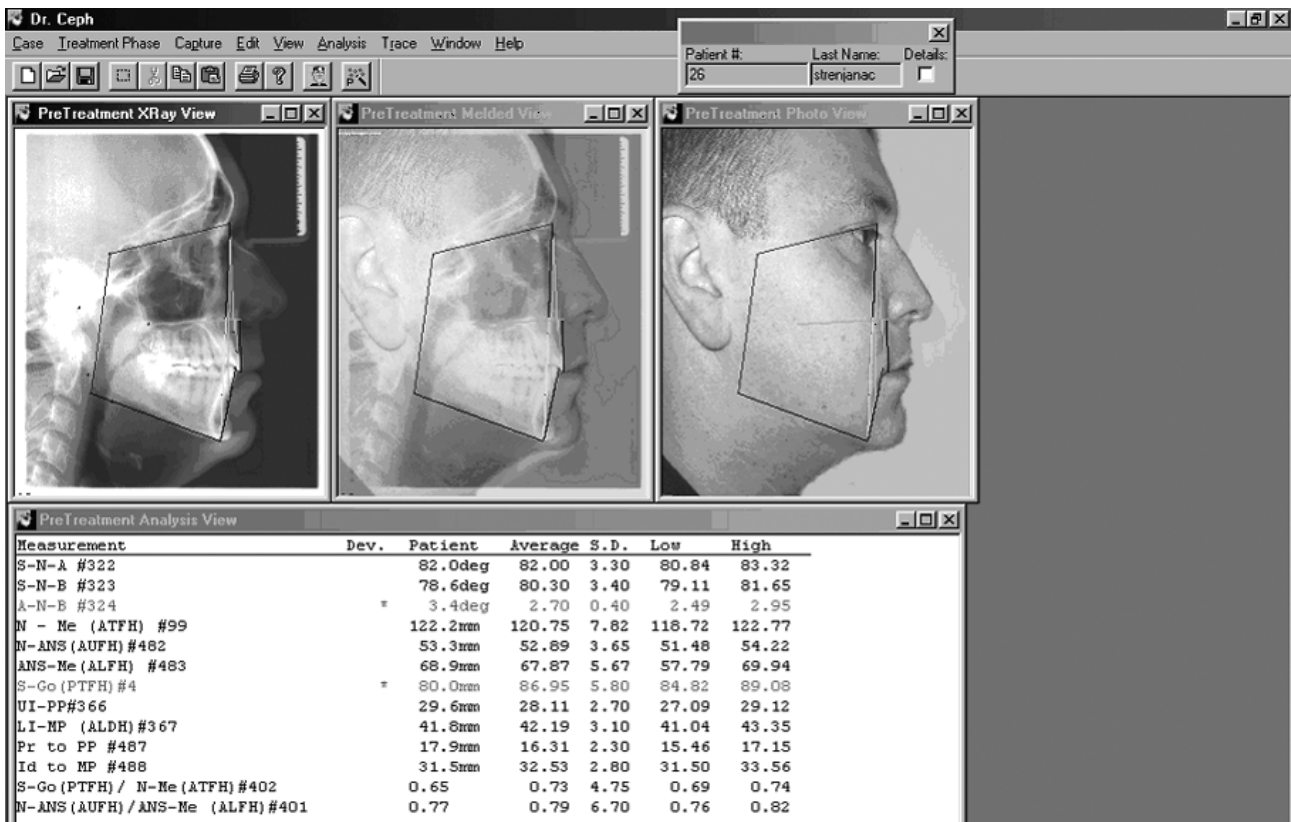 Dr. Ceph
Case Treatment Phase Capture Edit View Analysis Trace Window Help
Patient #: Last Name: Details:
26 strenjanac
PreTreatment XRay View
PreTreatment Melded View
PreTreatment Photo View
PreTreatment Analysis View
Measurement Dev. Patient Average S.D. Low High
S-N-A #322 82.0deg 82.00 3.30 80.84 83.32
S-N-B #323 78.6deg 80.30 3.40 79.11 81.65
A-N-B #324 * 3.4deg 2.70 0.40 2.49 2.95
N - Me (ATFH) #99 122.2mm 120.75 7.82 118.72 122.77
N-ANS(AUFH)#482 53.3mm 52.89 3.65 51.48 54.22
ANS-Me(ALFH) #483 68.9mm 67.87 5.67 57.79 69.94
S-Go(PTFH)#4 * 80.0mm 86.95 5.80 84.82 89.08
UI-PP#366 29.6mm 28.11 2.70 27.09 29.12
LI-MP (ALDH)#367 41.8mm 42.19 3.10 41.04 43.35
Pr to PP #487 17.9mm 16.31 2.30 15.46 17.15
Id to MP #488 31.5mm 32.53 2.80 31.50 33.56
S-Go(PTFH)/ N-Me(ATFH)#402 0.65 0.73 4.75 0.69 0.74
N-ANS(AUFH)/ANS-Me (ALFH)#401 0.77 0.79 6.70 0.76 0.82